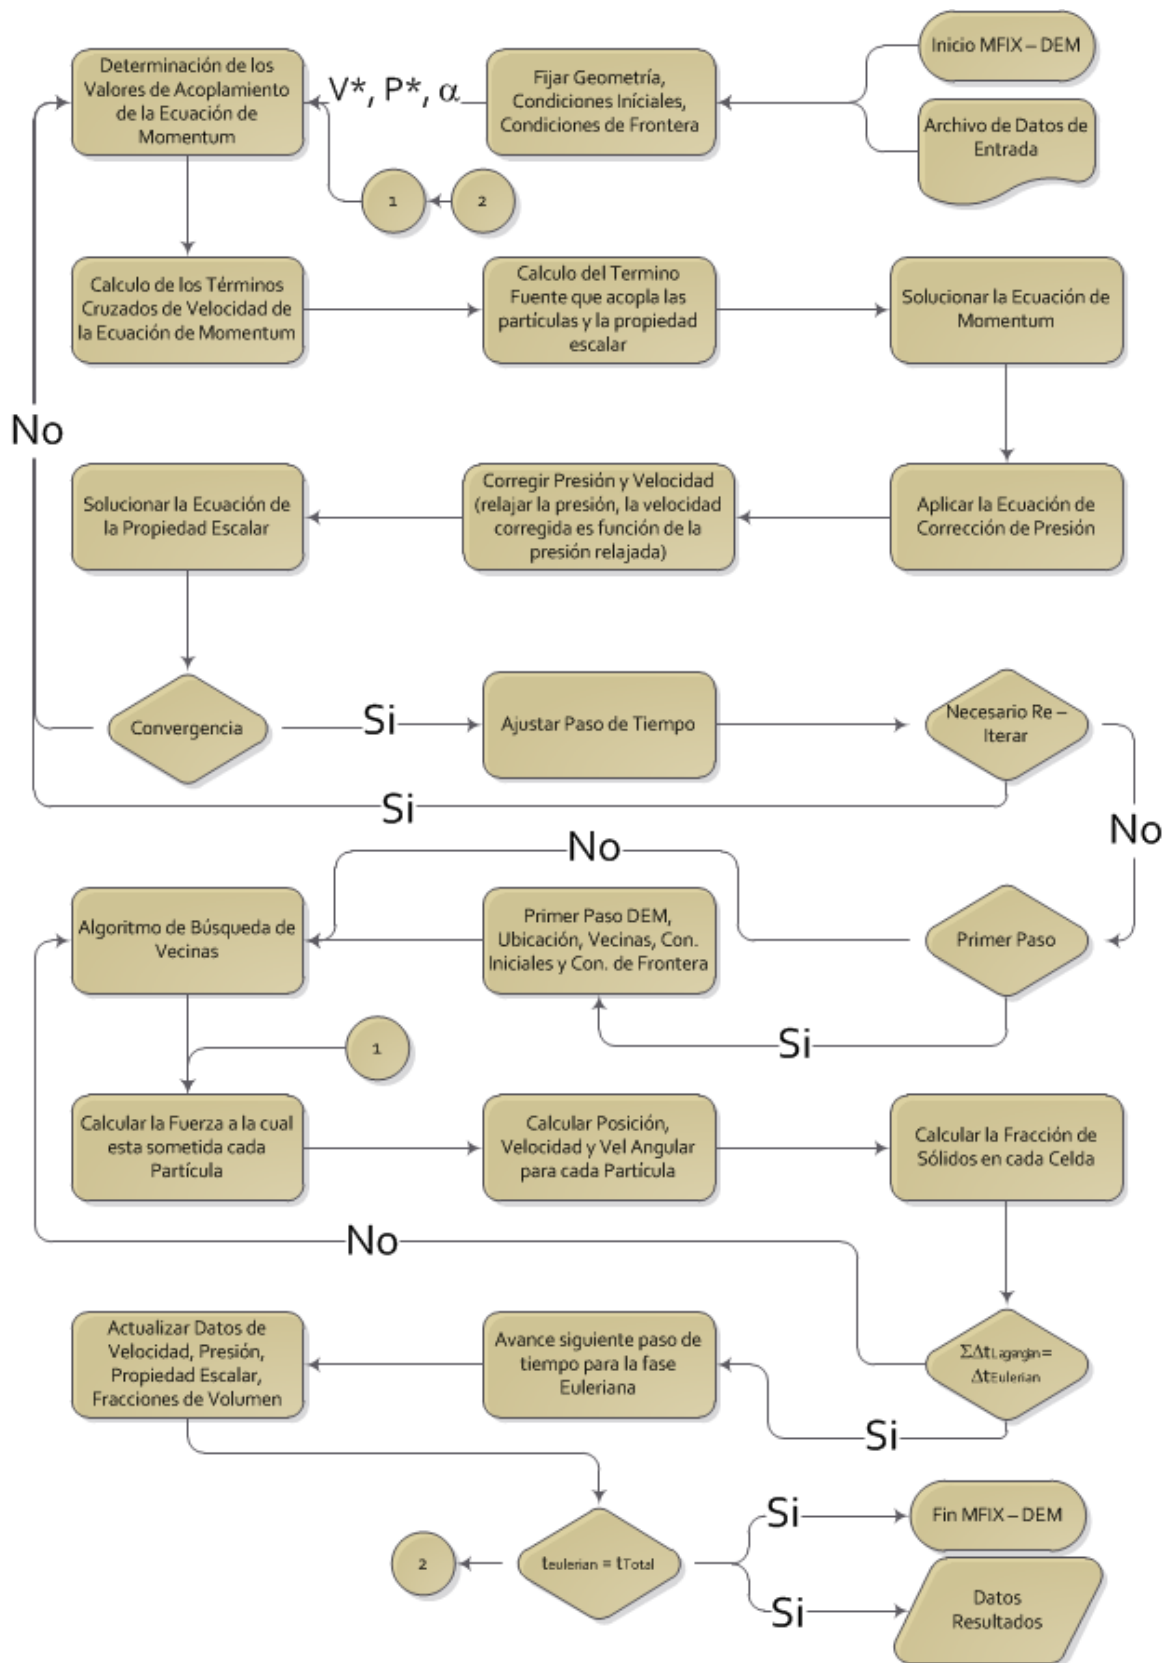 Inicio MFIX – DEM
Archivo de Datos de
Entrada
Fijar Geometría,
Condiciones Iníciales,
Condiciones de Frontera
V*, P*, α
Determinación de los
Valores de Acoplamiento
de la Ecuación de
Momentum
1
2
Calculo de los Términos
Cruzados de Velocidad de
la Ecuación de Momentum
Calculo del Termino
Fuente que acopla las
partículas y la propiedad
escalar
Solucionar la Ecuación de
Momentum
No
Aplicar la Ecuación de
Corrección de Presión
Corregir Presión y Velocidad
(relajar la presión, la velocidad
corregida es función de la
presión relajada)
Solucionar la Ecuación de
la Propiedad Escalar
Convergencia
Si
Ajustar Paso de Tiempo
Necesario Re –
Iterar
Si
No
No
Primer Paso
Si
Primer Paso DEM,
Ubicación, Vecinas, Con.
Iniciales y Con. de Frontera
Algoritmo de Búsqueda de
Vecinas
1
Calcular la Fuerza a la cual
esta sometida cada
Partícula
Calcular Posición,
Velocidad y Vel Angular
para cada Partícula
Calcular la Fracción de
Sólidos en cada Celda
No
ΣΔt =
ΔtEulerian
Si
Avance siguiente paso de
tiempo para la fase
Euleriana
Actualizar Datos de
Velocidad, Presión,
Propiedad Escalar,
Fracciones de Volumen
teulerian = tTotal
2
Si
Fin MFIX – DEM
Si
Datos
Resultados